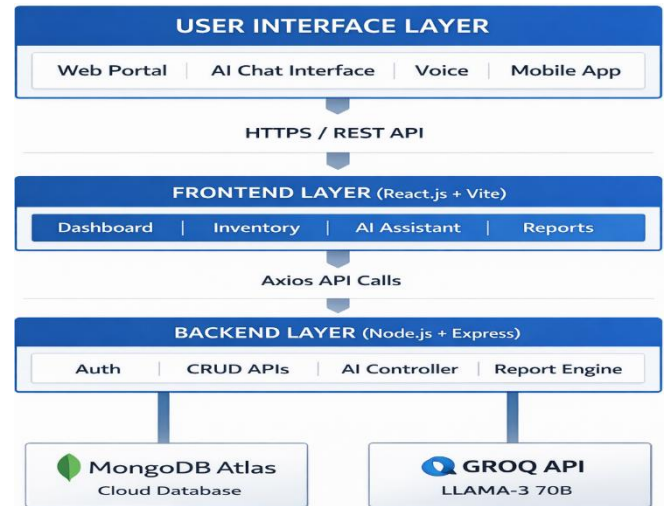 USER INTERFACE LAYER
Web Portal | AI Chat Interface | Voice | Mobile App
HTTPS / REST API
FRONTEND LAYER (React.js + Vite)
Dashboard | Inventory | AI Assistant | Reports
Axios API Calls
BACKEND LAYER (Node.js + Express)
Auth | CRUD APIs | AI Controller | Report Engine
MongoDB Atlas
Cloud Database
GROQ API
LLAMA-3 70B